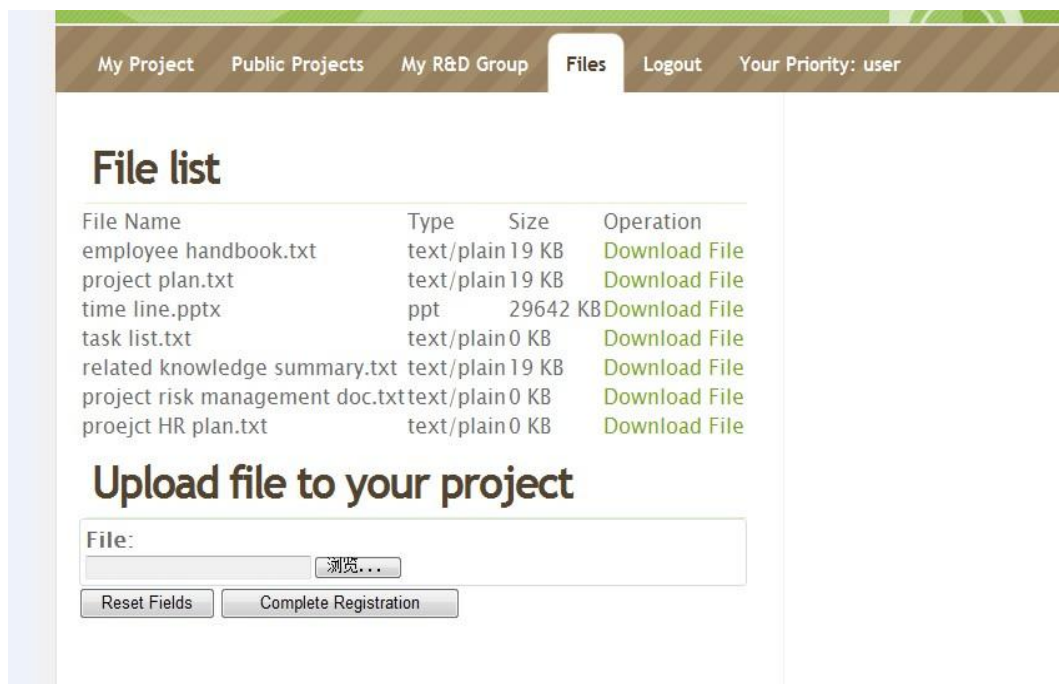 My Project Public Projects My R&D Group Files Logout Your Priority: user
File list
File Name Type Size Operation
employee handbook.txt text/plain 19 KB Download File
project plan.txt text/plain 19 KB Download File
time line.pptx ppt 29642 KB Download File
task list.txt text/plain 0 KB Download File
related knowledge summary.txt text/plain 19 KB Download File
project risk management doc.txt text/plain 0 KB Download File
proejct HR plan.txt text/plain 0 KB Download File
Upload file to your project
File:
浏览...
Reset Fields Complete Registration